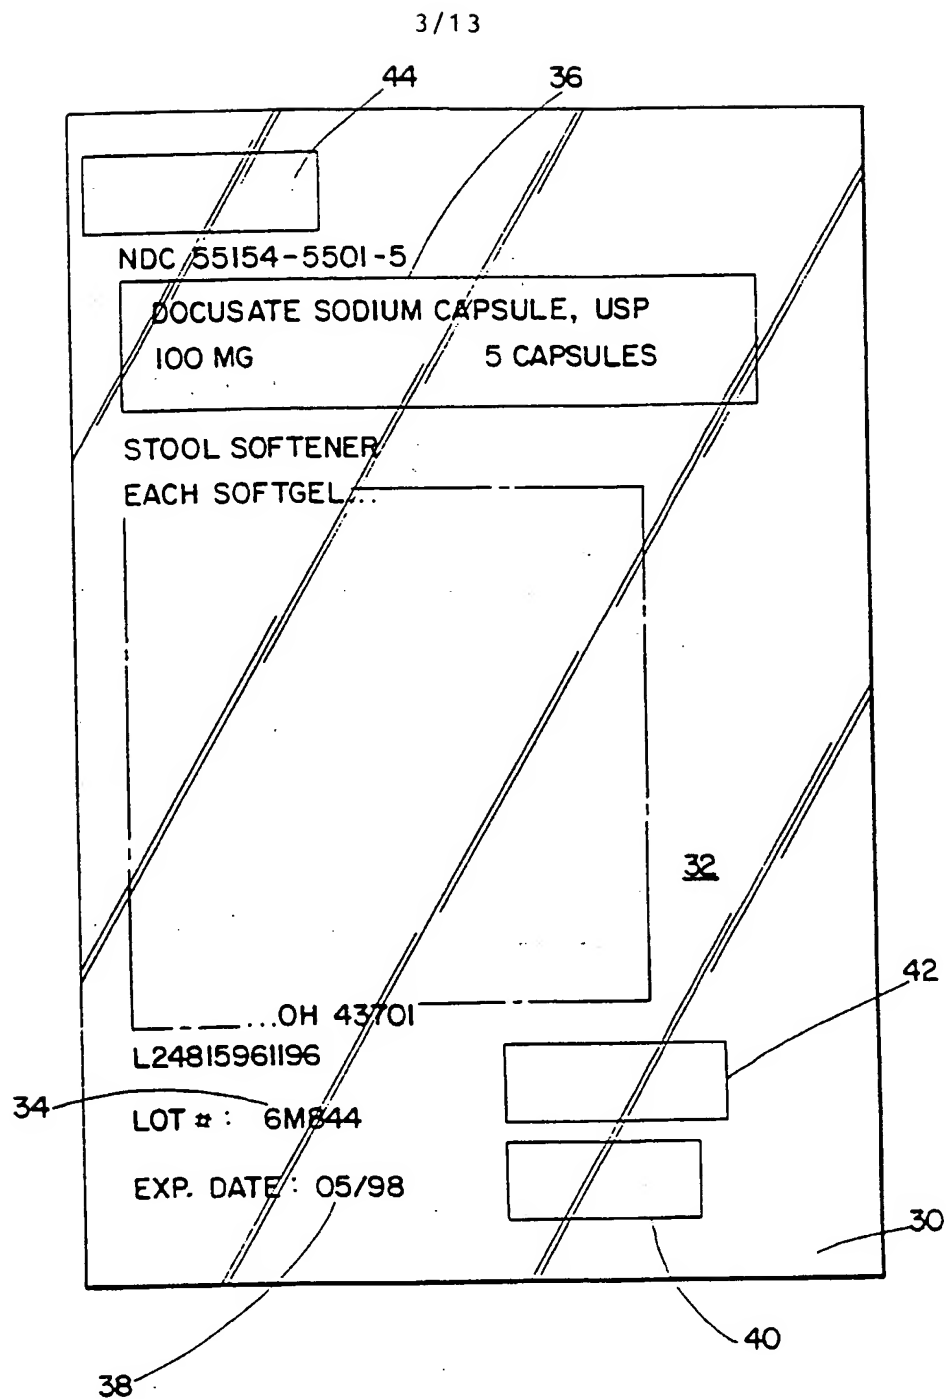 3/13
44
36
NDC 55154-5501-5
DOCUSATE SODIUM CAPSULE, USP
100 MG 5 CAPSULES
STOOL SOFTENER
EACH SOFTGEL...
32
42
...OH 43701
L24815961196
34
LOT #: 6M844
EXP. DATE: 05/98
30
40
38